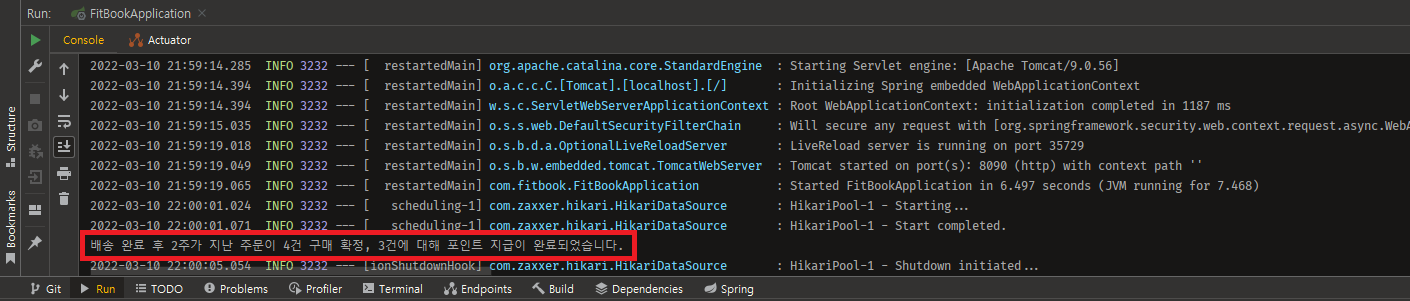 Run: FitBookApplication
Console Actuator
2022-03-10 21:59:14.285 INFO 3232 --- [ restartedMain] org.apache.catalina.core.StandardEngine : Starting Servlet engine: [Apache Tomcat/9.0.56]
2022-03-10 21:59:14.394 INFO 3232 --- [ restartedMain] o.a.c.c.C.[Tomcat].[localhost].[/] : Initializing Spring embedded WebApplicationContext
2022-03-10 21:59:14.394 INFO 3232 --- [ restartedMain] w.s.c.ServletWebServerApplicationContext : Root WebApplicationContext: initialization completed in 1187 ms
2022-03-10 21:59:15.035 INFO 3232 --- [ restartedMain] o.s.s.web.DefaultSecurityFilterChain : Will secure any request with [org.springframework.security.web.context.request.async.WebA
2022-03-10 21:59:19.018 INFO 3232 --- [ restartedMain] o.s.b.d.a.OptionalLiveReloadServer : LiveReload server is running on port 35729
2022-03-10 21:59:19.049 INFO 3232 --- [ restartedMain] o.s.b.w.embedded.tomcat.TomcatWebServer : Tomcat started on port(s): 8090 (http) with context path ''
2022-03-10 21:59:19.065 INFO 3232 --- [ restartedMain] com.fitbook.FitBookApplication : Started FitBookApplication in 6.497 seconds (JVM running for 7.468)
2022-03-10 22:00:01.024 INFO 3232 --- [ scheduling-1] com.zaxxer.hikari.HikariDataSource : HikariPool-1 - Starting...
2022-03-10 22:00:01.071 INFO 3232 --- [ scheduling-1] com.zaxxer.hikari.HikariDataSource : HikariPool-1 - Start completed.
배송 완료 후 2주가 지난 주문이 4건 구매 확정, 3건에 대해 포인트 지급이 완료되었습니다.
2022-03-10 22:00:05.054 INFO 3232 --- [ionShutdownHook] com.zaxxer.hikari.HikariDataSource : HikariPool-1 - Shutdown initiated...
Structure
Bookmarks
Git Run TODO Problems Profiler Terminal Endpoints Build Dependencies Spring